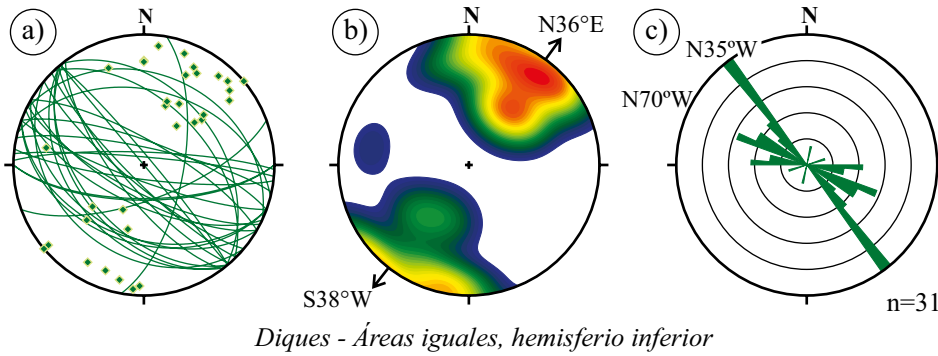 a)
N
b)
N
N36°E
S38°W
c)
N
N35ºW
N70ºW
n=31
Diques - Áreas iguales, hemisferio inferior